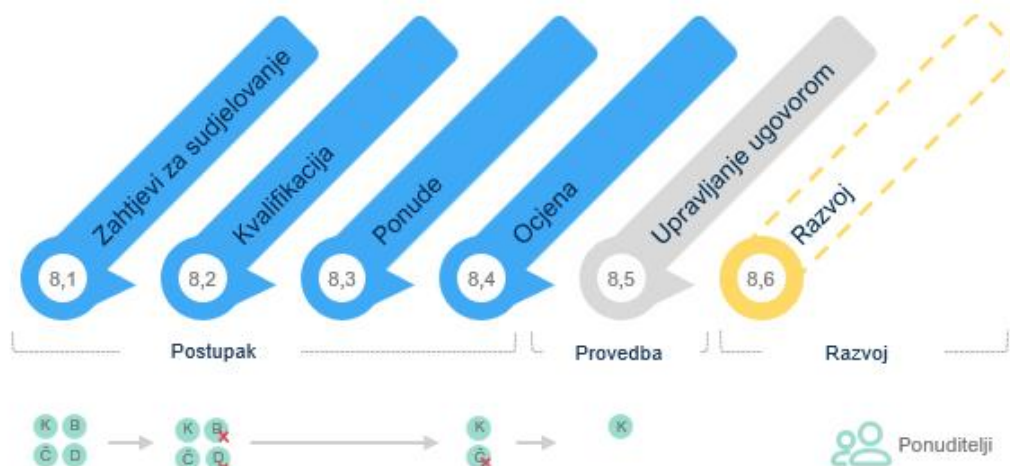 Zahtjevi za sudjelovanje
Kvalifikacija
Ponude
Ocjena
Upravljanje ugovorom
Razvoj
8,1
8,2
8,3
8,4
8,5
8,6
Postupak
Provedba
Razvoj
K B
K B
K
K
Č D
Č D
Č
Ponuditelji